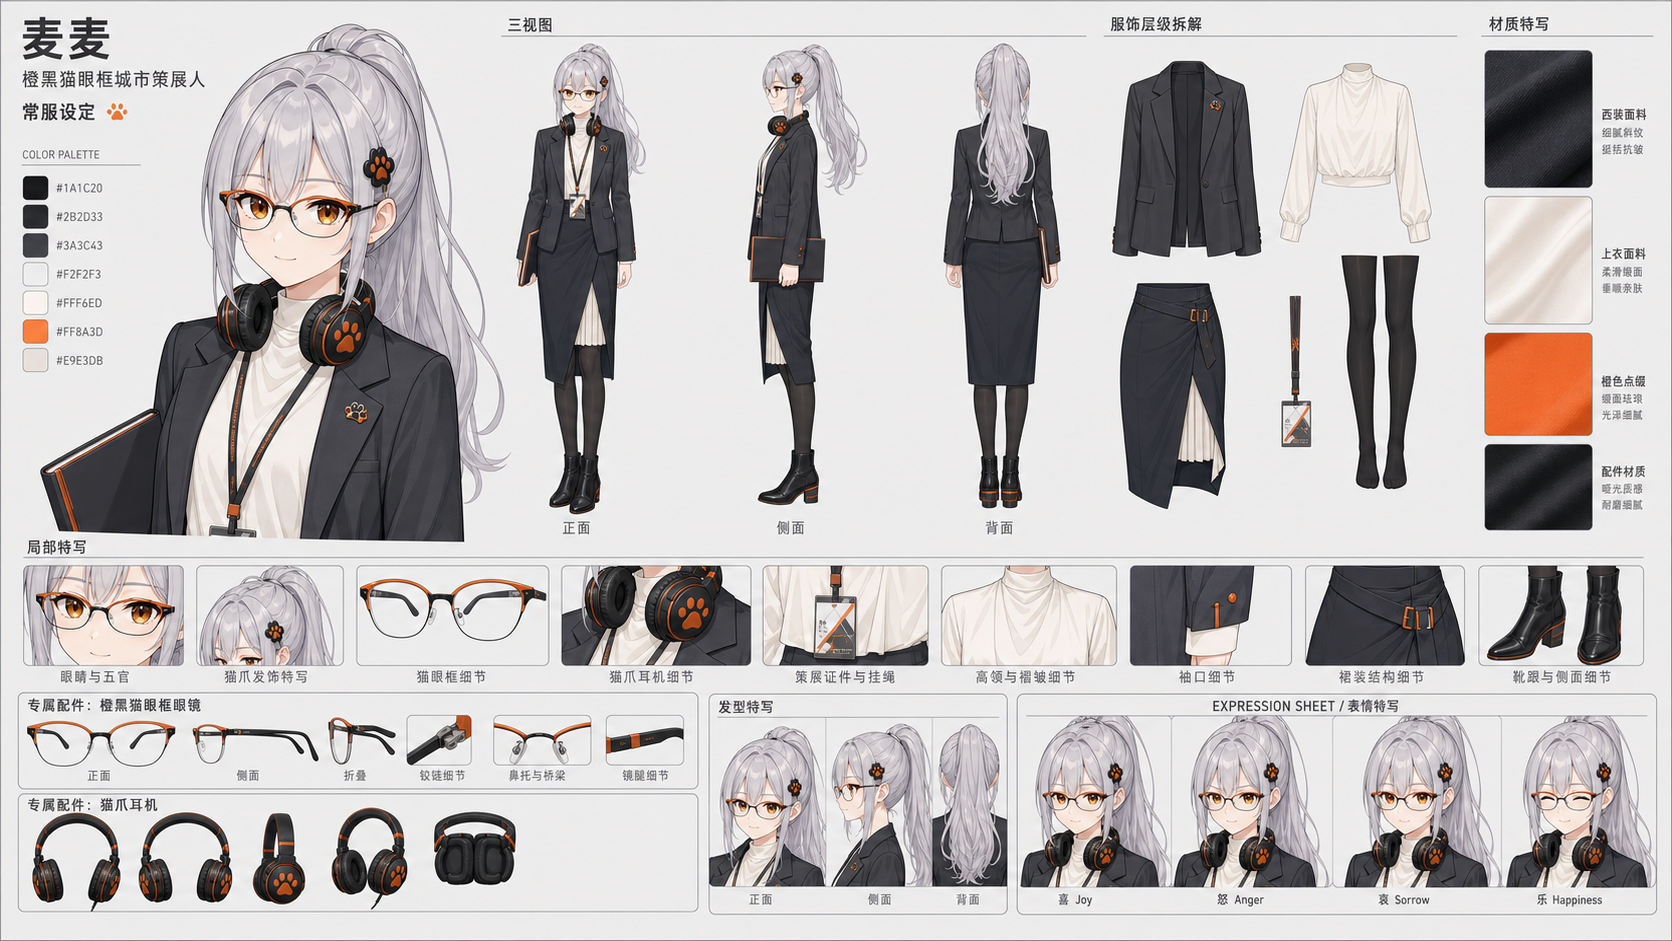 麦麦
橙黑猫眼框城市策展人
常服设定
COLOR PALETTE
#1A1C20
#2B2D33
#3A3C43
#F2F2F3
#FFF6ED
#FF8A3D
#E9E3DB
三视图
正面
侧面
背面
服饰层级拆解
材质特写
西装面料
细腻斜纹
挺括抗皱
上衣面料
柔滑缎面
垂顺亲肤
橙色点缀
缎面珐琅
光泽细腻
配件材质
哑光质感
耐磨细腻
局部特写
眼睛与五官
猫爪发饰特写
猫眼框细节
猫爪耳机细节
策展证件与挂绳
高领与褶皱细节
袖口细节
裙装结构细节
靴跟与侧面细节
专属配件：橙黑猫眼框眼镜
正面
侧面
折叠
铰链细节
鼻托与桥梁
镜腿细节
专属配件：猫爪耳机
发型特写
正面
侧面
背面
EXPRESSION SHEET / 表情特写
喜 Joy
怒 Anger
哀 Sorrow
乐 Happiness